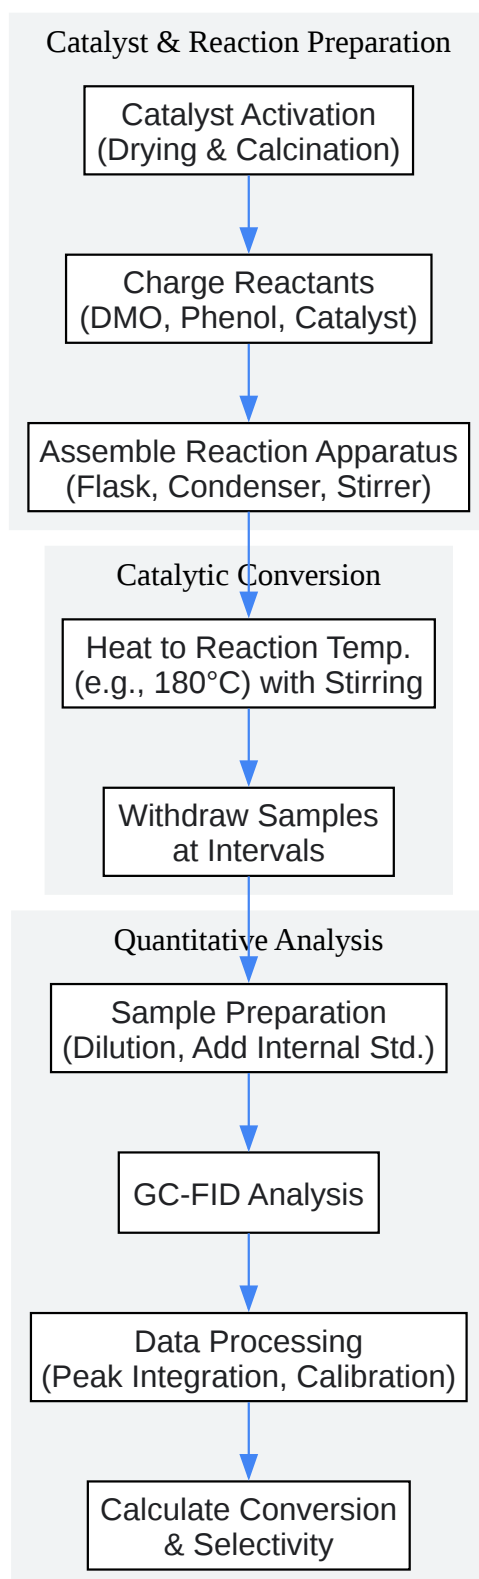 Catalyst & Reaction Preparation
Catalyst Activation
(Drying & Calcination)
Charge Reactants
(DMO, Phenol, Catalyst)
Assemble Reaction Apparatus
(Flask, Condenser, Stirrer)
Catalytic Conversion
Heat to Reaction Temp.
(e.g., 180°C) with Stirring
Withdraw Samples
at Intervals
Quantitative Analysis
Sample Preparation
(Dilution, Add Internal Std.)
GC-FID Analysis
Data Processing
(Peak Integration, Calibration)
Calculate Conversion
& Selectivity